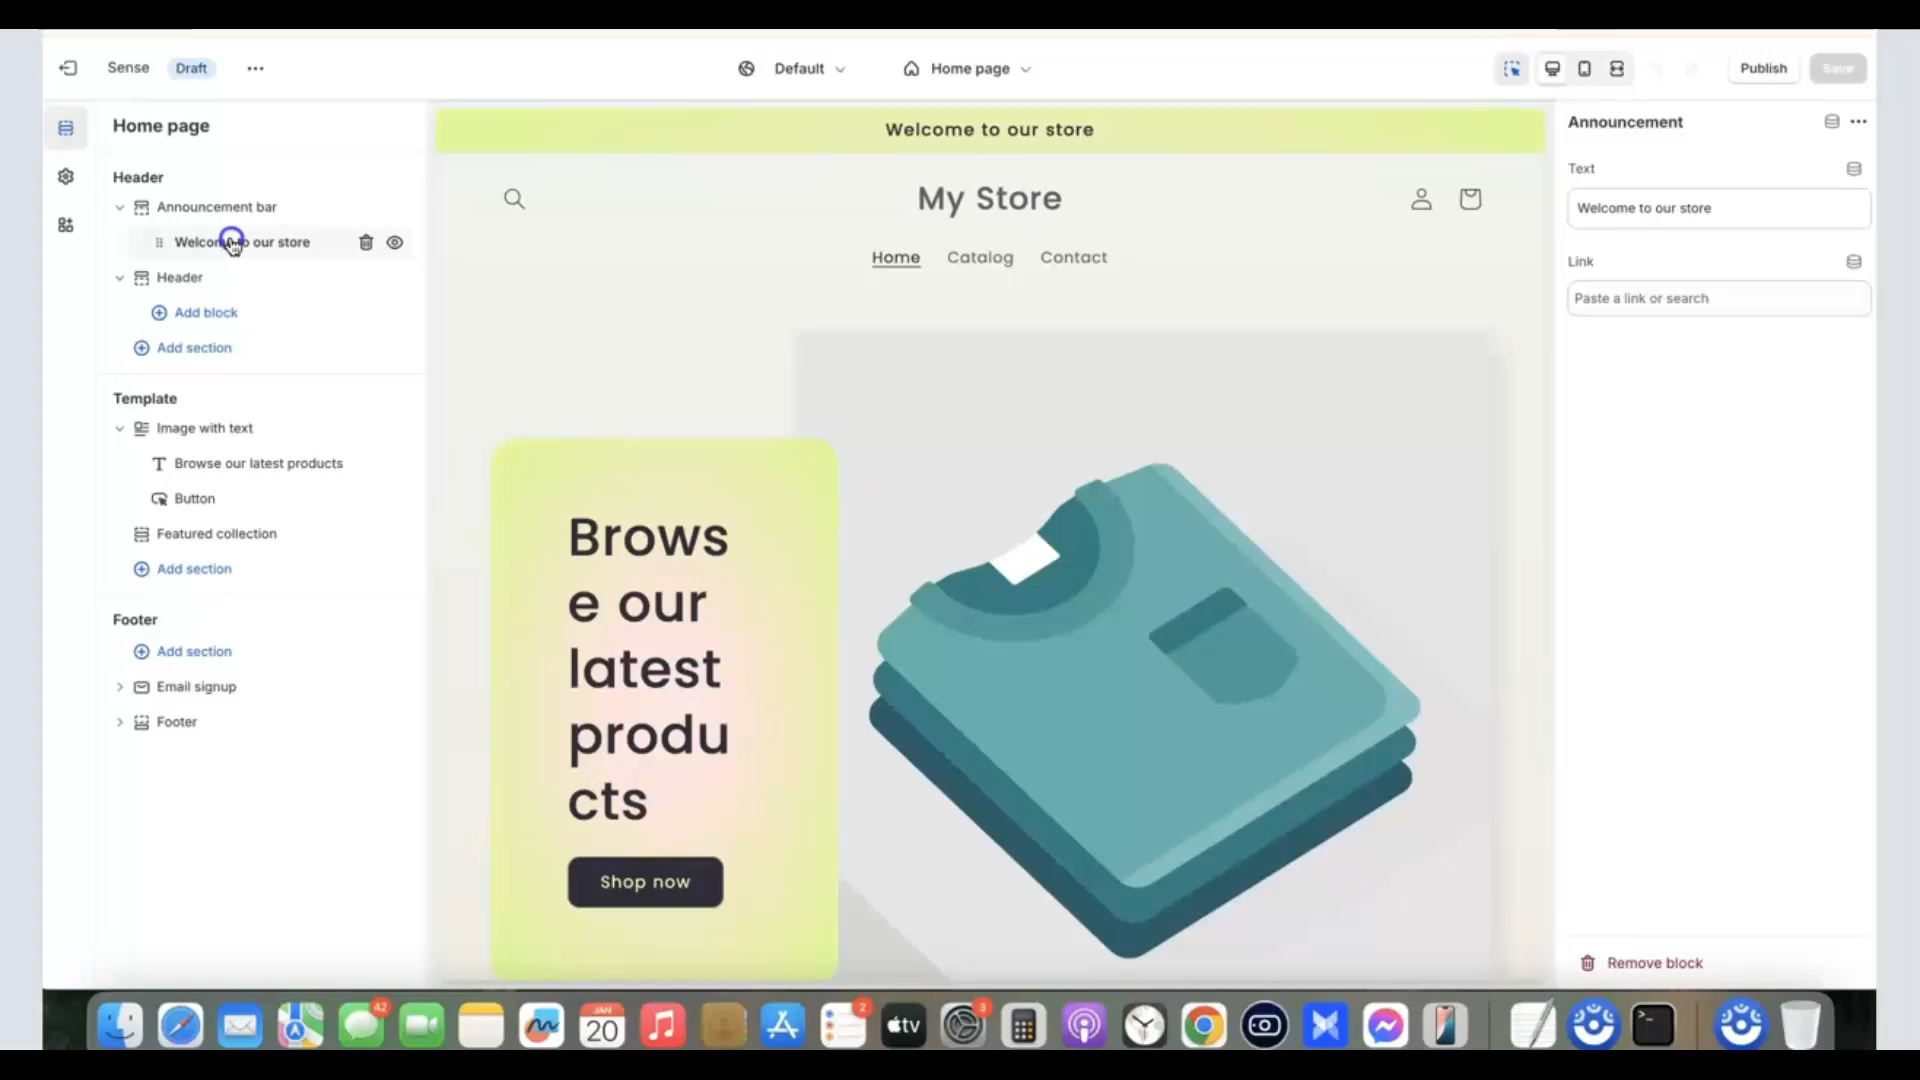 Sense
Draft
Default
Home page
Publish
Save
Home page
Header
Announcement bar
Welcome to our store
Header
Add block
Add section
Template
Image with text
Browse our latest products
Button
Featured collection
Add section
Footer
Add section
Email signup
Footer
Welcome to our store
My Store
Home Catalog Contact
Brows
e our
latest
produ
cts
Shop now
Announcement
Text
Welcome to our store
Link
Paste a link or search
Remove block
42
JAN
20
2
tv
3